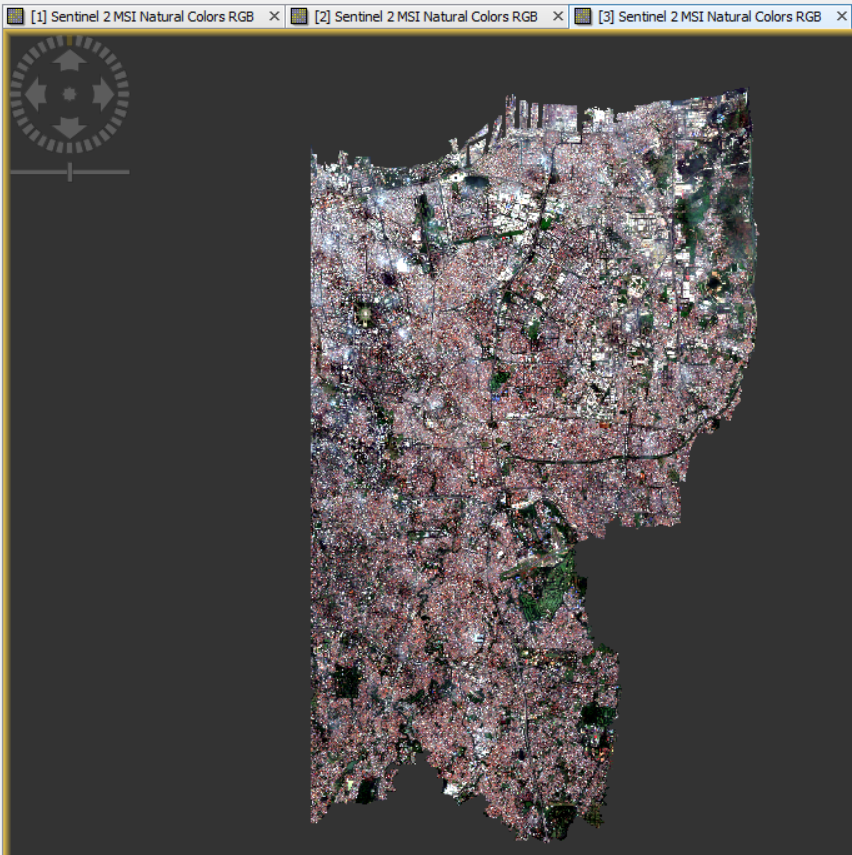 [1] Sentinel 2 MSI Natural Colors RGB
[2] Sentinel 2 MSI Natural Colors RGB
[3] Sentinel 2 MSI Natural Colors RGB